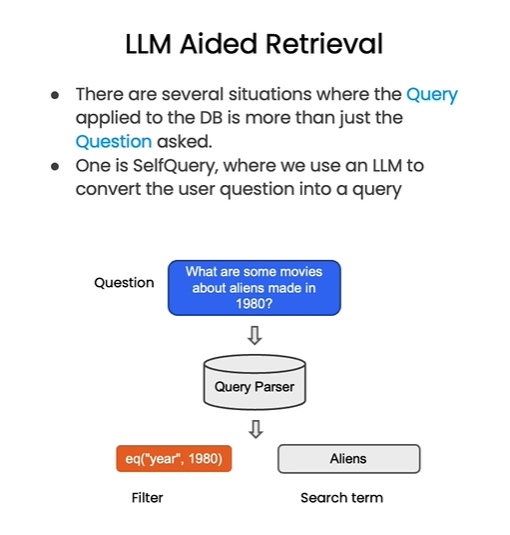 LLM Aided Retrieval
● There are several situations where the Query
applied to the DB is more than just the
Question asked.
● One is SelfQuery, where we use an LLM to
convert the user question into a query
Question
What are some movies
about aliens made in
1980?
Query Parser
eq("year", 1980)
Aliens
Filter
Search term